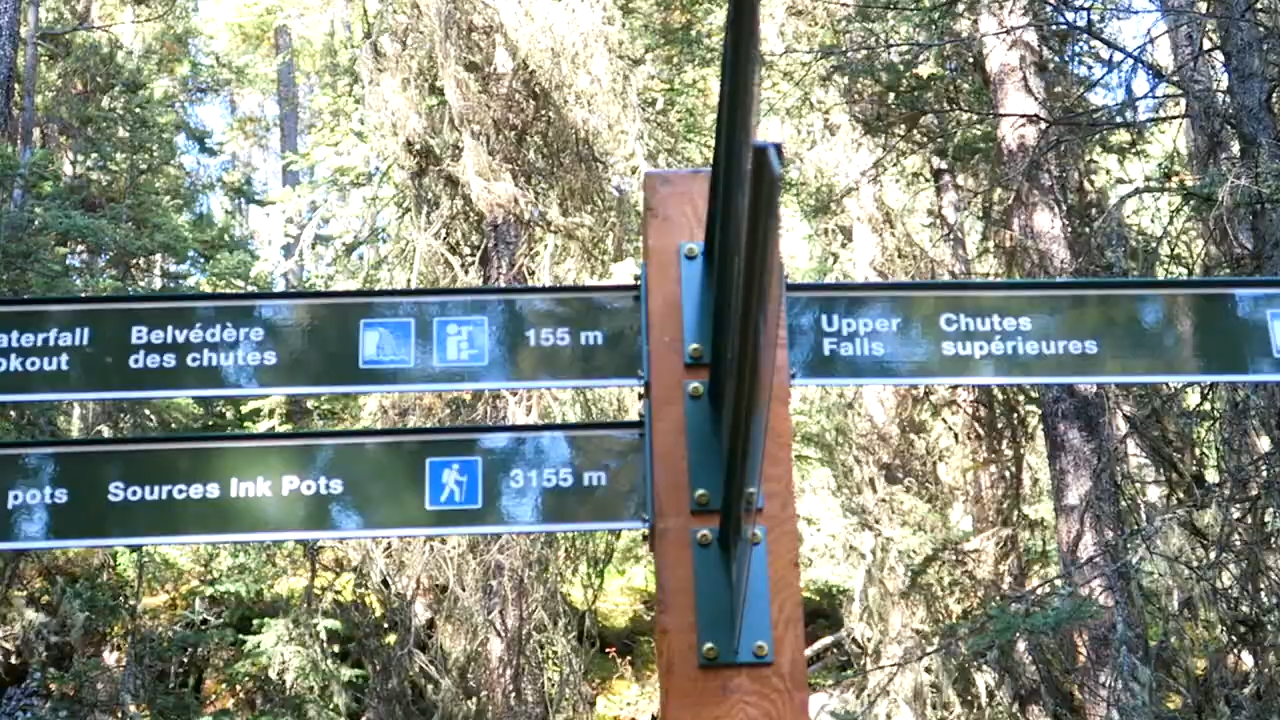 aterfall Belvédère
okout des chutes
155 m
pots Sources Ink Pots 3155 m
Upper Chutes
Falls supérieures